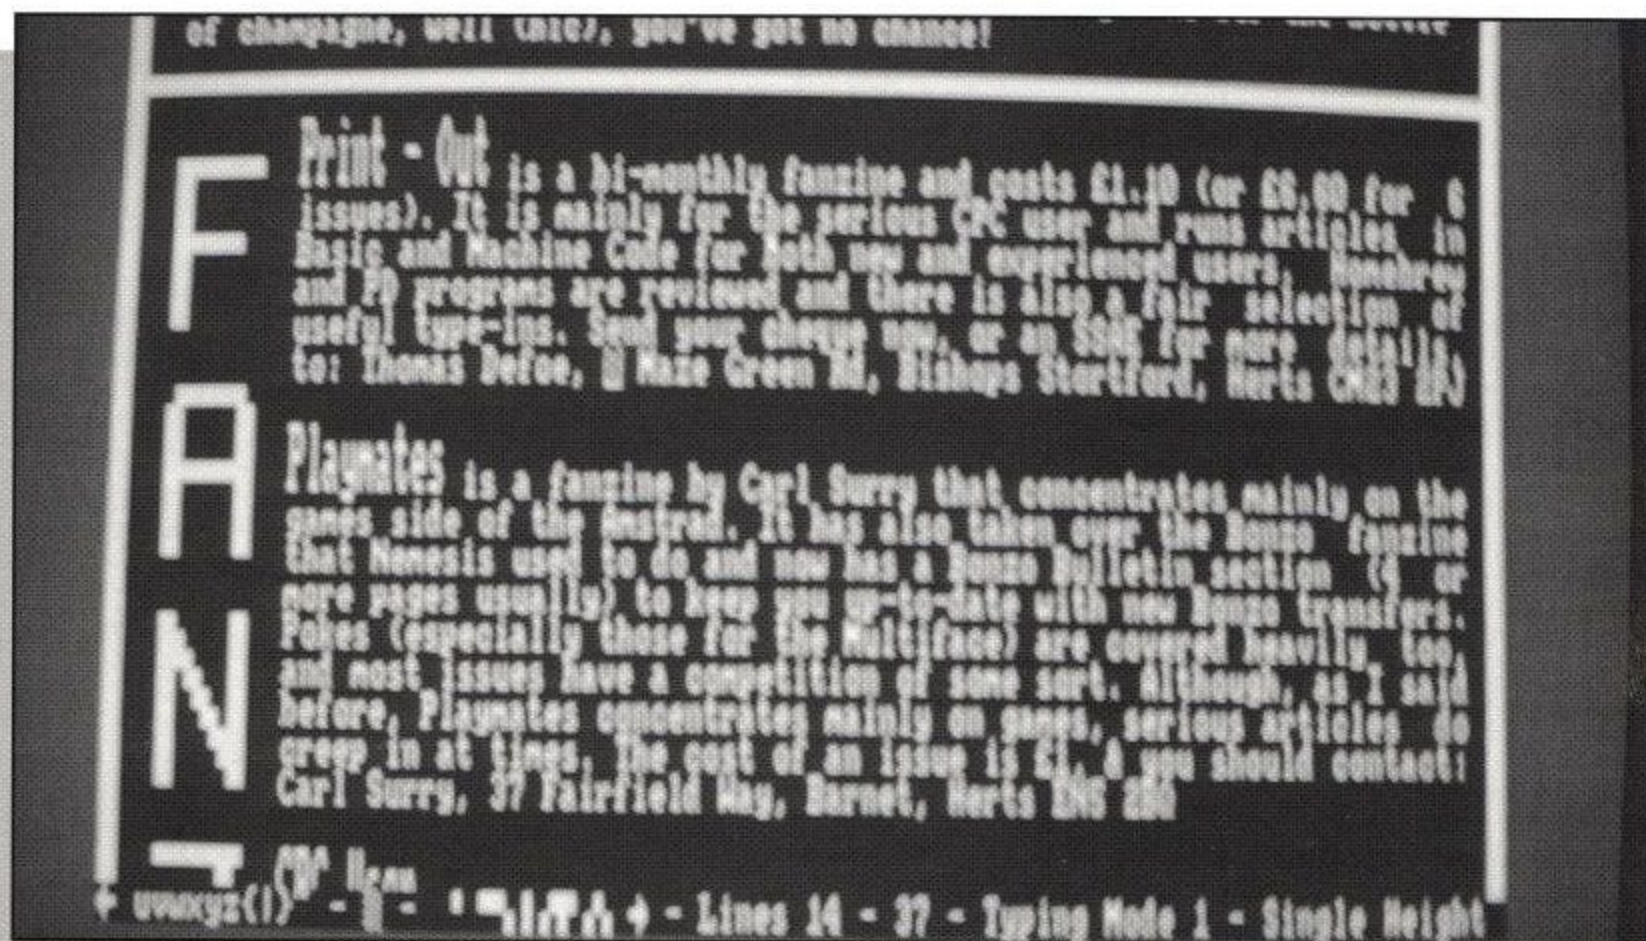 of champagne, well (hic), you've got no chance!
F
Print - Out is a bi-monthly fanzine and costs £1.10 (or £6.00 for 6
issues). It is mainly for the serious CPC user and runs articles in
Basic and Machine Code for both new and experienced users. Homebrew
and PD programs are reviewed and there is also a fair selection of
useful type-ins. Send your cheque now, or an SSAE for more details,
to: Thomas Defoe, Maze Green Rd, Bishops Stortford, Herts
A
Playmates is a fanzine by Carl Surry that concentrates mainly on the
games side of the Amstrad. It has also taken over the Bonzo fanzine
that Nemesis used to do and now has a Bonzo Bulletin section (4 or
more pages usually) to keep you up-to-date with new Bonzo transfers.
Pokes (especially those for the Multiface) are covered heavily, too,
and most issues have a competition of some sort. Although, as I said
before, Playmates concentrates mainly on games, serious articles do
creep in at times. The cost of an issue is £1, & you should contact:
Carl Surry, 37 Fairfield Way, Barnet, Herts
N
CPC User
uvwxyz{|} - Lines 14 - 37 - Typing Mode 1 - Single Height